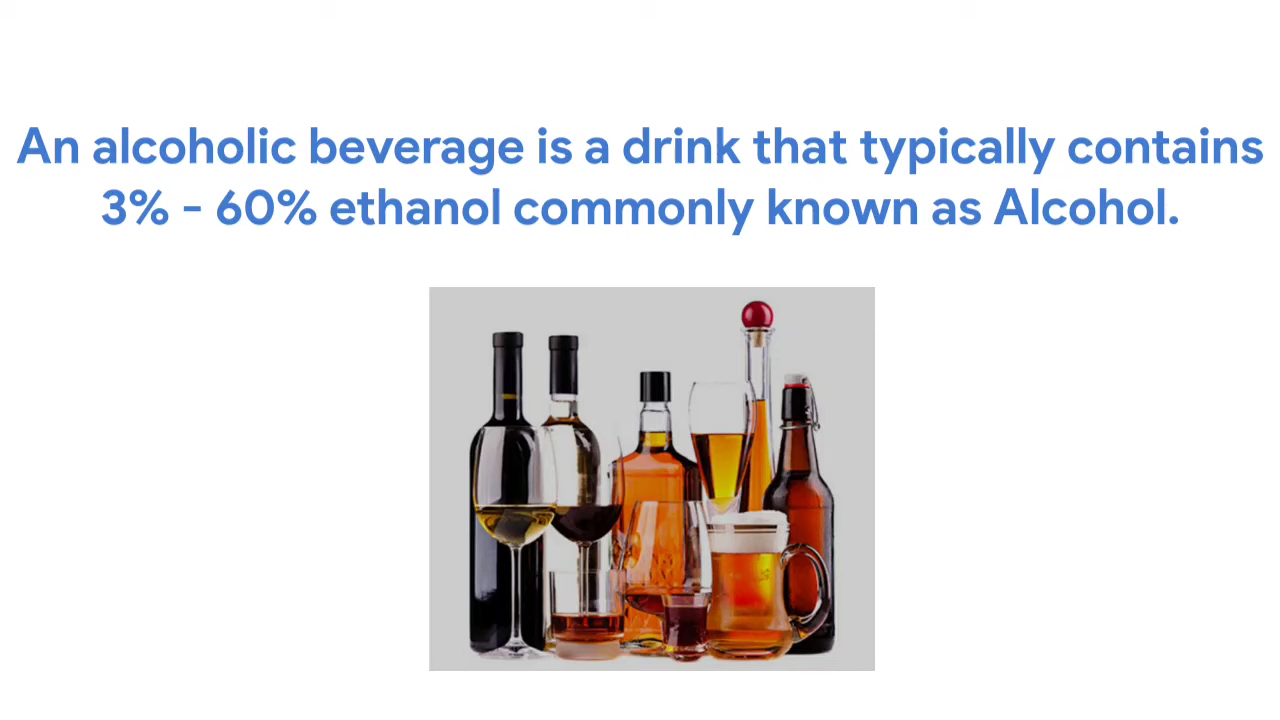 An alcoholic beverage is a drink that typically contains
3% - 60% ethanol commonly known as Alcohol.